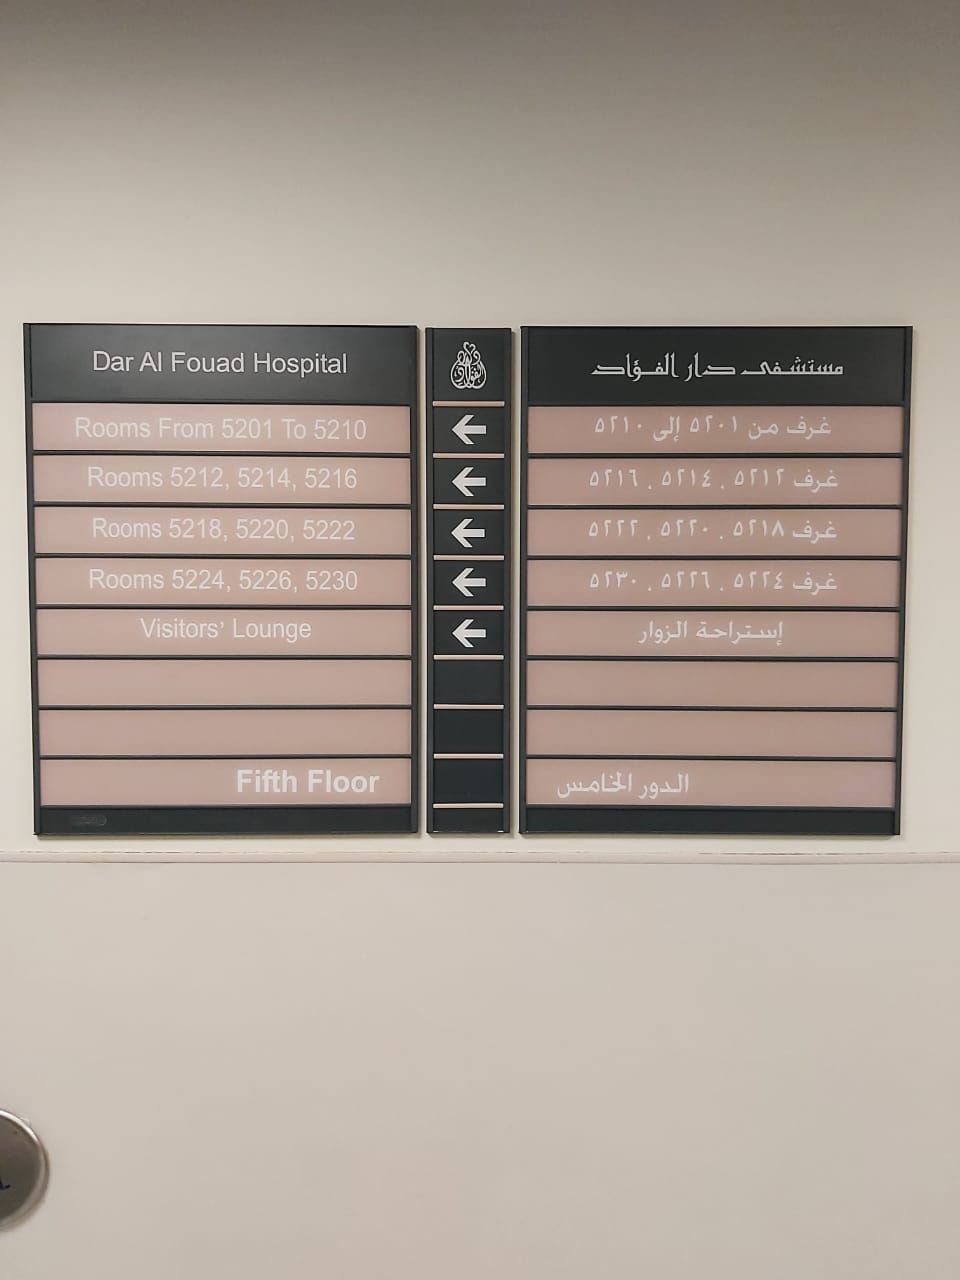 Dar Al Fouad Hospital
Rooms From 5201 To 5210
Rooms 5212, 5214, 5216
Rooms 5218, 5220, 5222
Rooms 5224, 5226, 5230
Visitors’ Lounge
Fifth Floor
مستشفى دار الفـؤاد
غرف من ٥٢٠١ إلى ٥٢١٠
غرف ٥٢١٢ ، ٥٢١٤ ، ٥٢١٦
غرف ٥٢١٨ ، ٥٢٢٠ ، ٥٢٢٢
غرف ٥٢٢٤ ، ٥٢٢٦ ، ٥٢٣٠
إستراحة الزوار
الدور الخامس